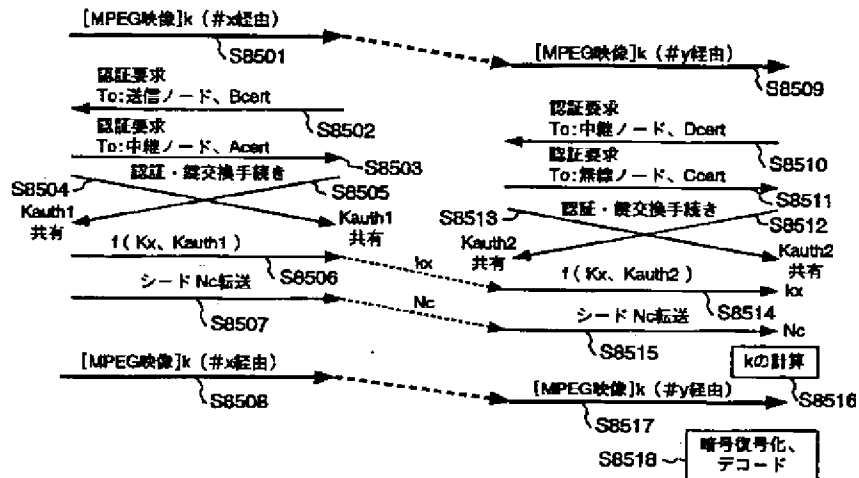 [MPEG映像]k (#x経由)
S8501
[MPEG映像]k (#y経由)
S8509
認証要求
To:送信ノード、Bcert
S8502
認証要求
To:中継ノード、Acert
S8503
認証・鍵交換手続き
S8504
S8505
Kauth1
共有
Kauth1
共有
認証要求
To:中継ノード、Dcert
S8510
認証要求
To:無線ノード、Ccert
S8511
認証・鍵交換手続き
S8513
S8512
Kauth2
共有
Kauth2
共有
f(Kx、Kauth1)
S8506
kx
f(Kx、Kauth2)
S8514
kx
シード Nc転送
S8507
Nc
シード Nc転送
S8515
Nc
kの計算
S8516
[MPEG映像]k (#x経由)
S8508
[MPEG映像]k (#y経由)
S8517
S8518
暗号復号化、
デコード